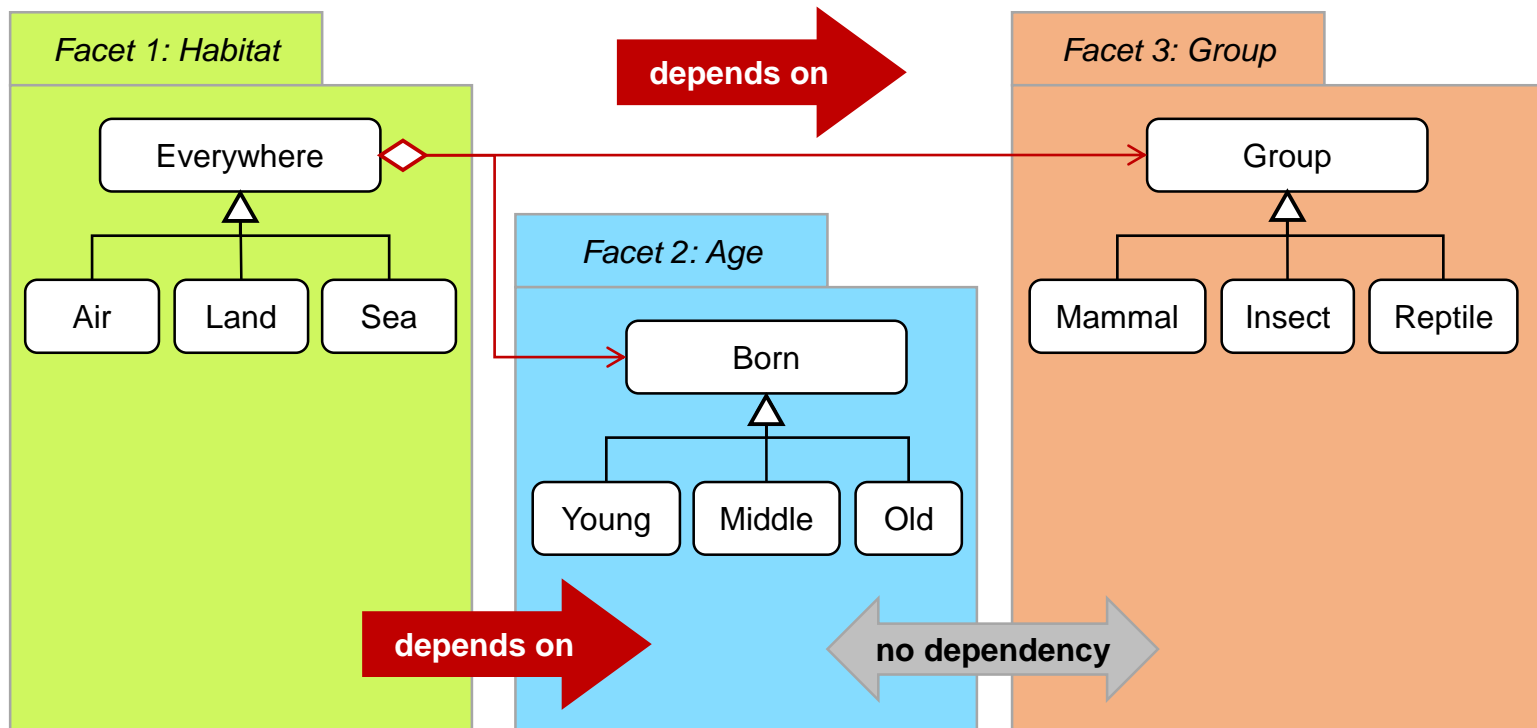 Facet 1: Habitat
depends on
Facet 3: Group
Everywhere
Group
Facet 2: Age
Air
Land
Sea
Mammal
Insect
Reptile
Born
Young
Middle
Old
depends on
no dependency